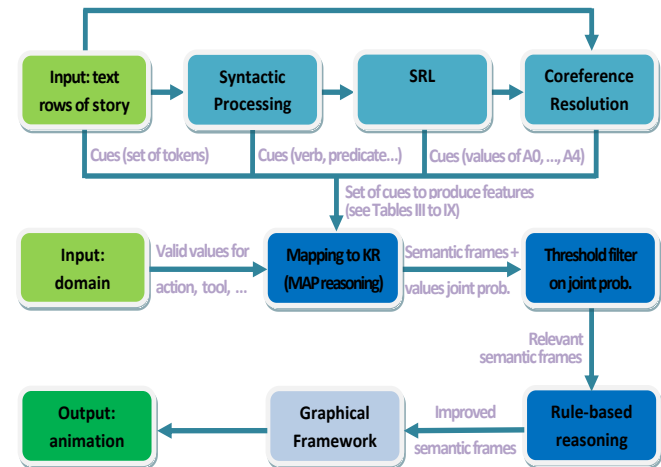 Input: text
rows of story
Syntactic
Processing
SRL
Coreference
Resolution
Cues (set of tokens)
Cues (verb, predicate...)
Cues (values of A0, ..., A4)
Set of cues to produce features
(see Tables III to IX)
Input:
domain
Valid values for
action, tool, ...
Mapping to KR
(MAP reasoning)
Semantic frames +
values joint prob.
Threshold filter
on joint prob.
Relevant
semantic frames
Output:
animation
Graphical
Framework
Improved
semantic frames
Rule-based
reasoning